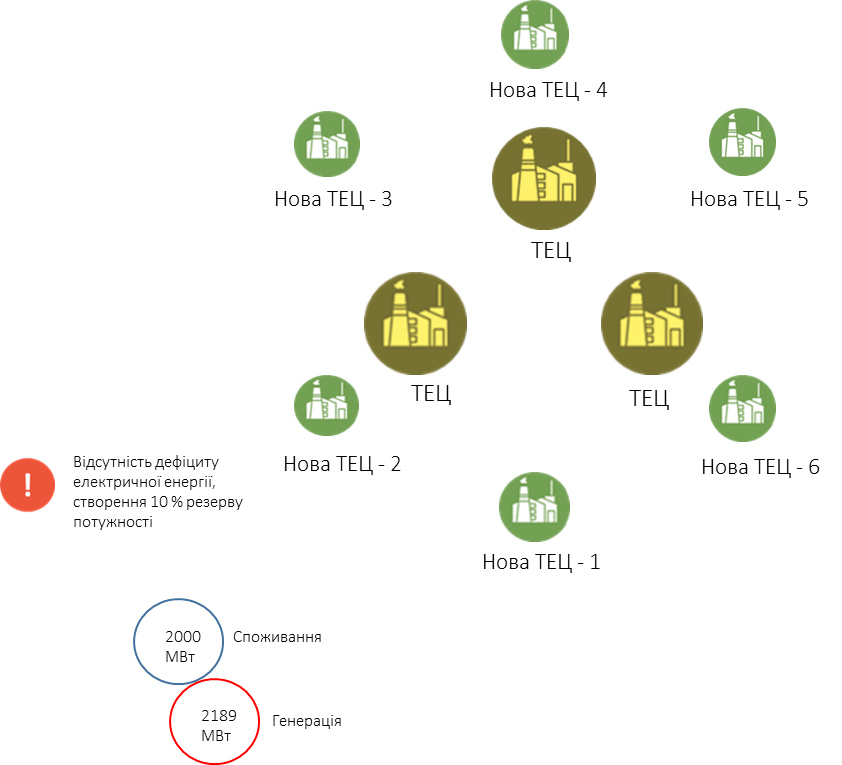 Нова ТЕЦ - 4
Нова ТЕЦ - 3
Нова ТЕЦ - 5
ТЕЦ
ТЕЦ
ТЕЦ
Нова ТЕЦ - 2
Нова ТЕЦ - 6
!
Відсутність дефіциту
електричної енергії,
створення 10 % резерву
потужності
Нова ТЕЦ - 1
2000
МВт
Споживання
2189
МВт
Генерація